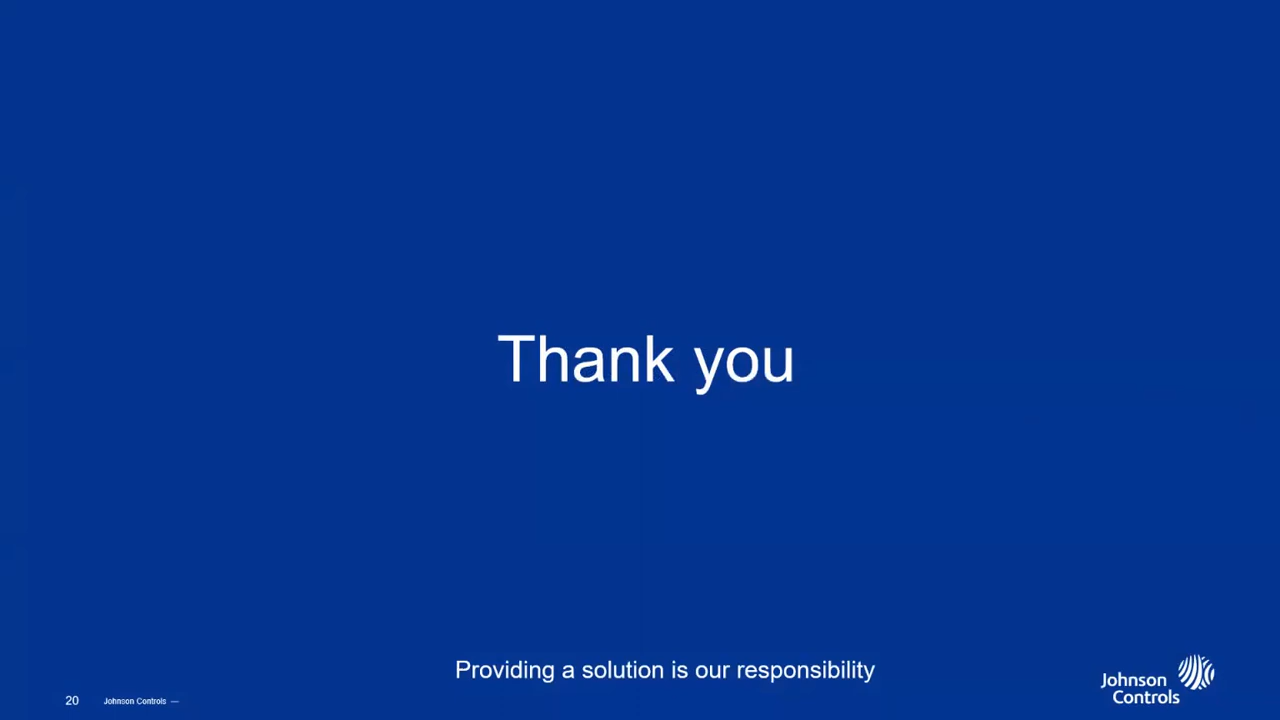 Thank you
Providing a solution is our responsibility
20 Johnson Controls —
Johnson
Controls